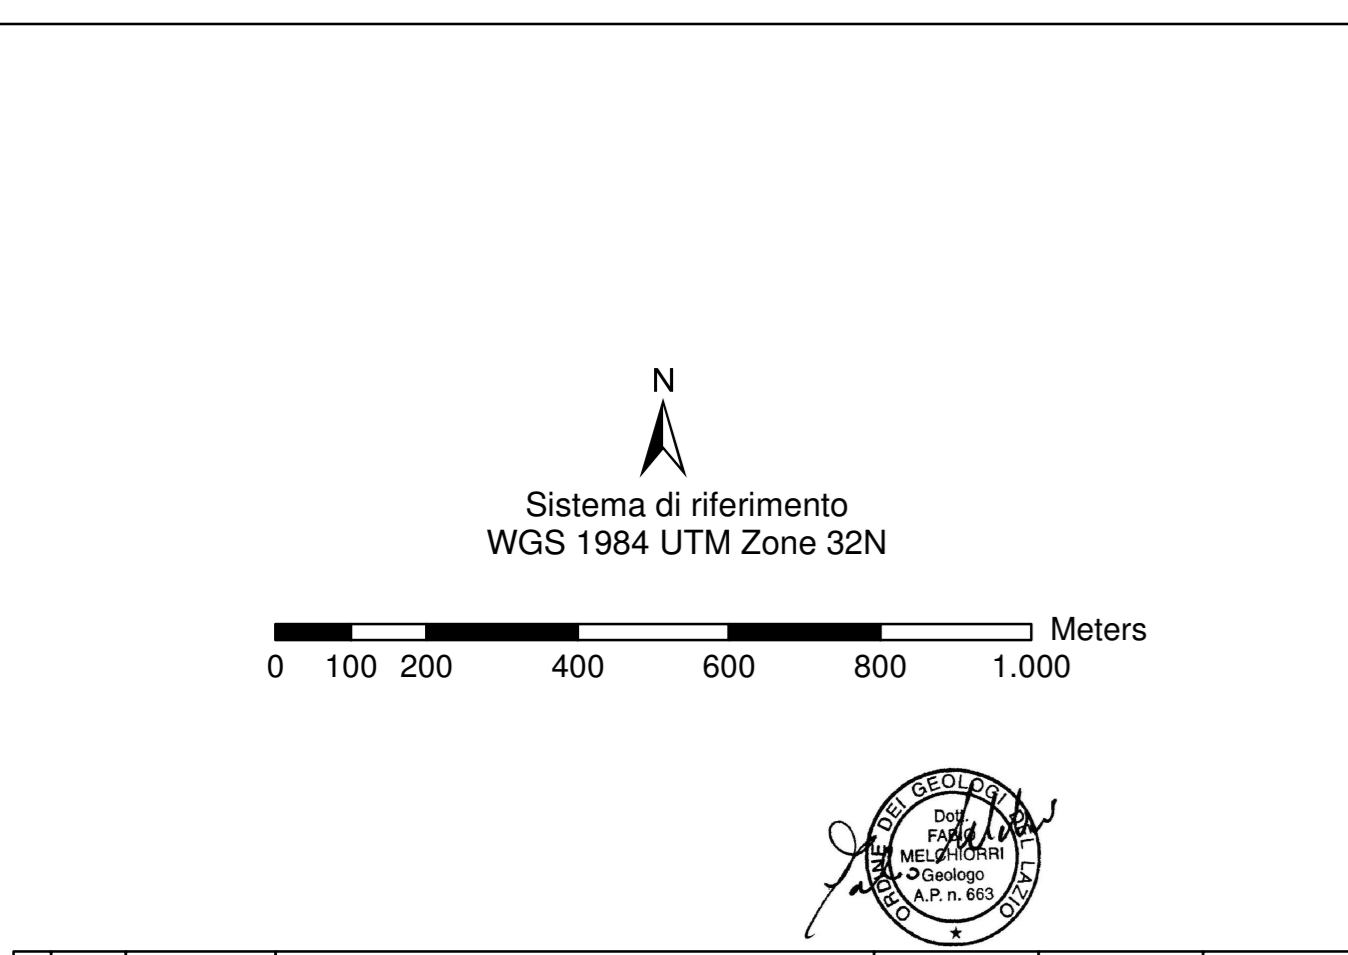 N
Sistema di riferimento
WGS 1984 UTM Zone 32N
Meters
0 100 200 400 600 800 1.000
ORDINE DEI GEOLOGI DEL LAZIO
Dott.
FABIO
MELCHIORRI
Geologo
A.P. n. 663